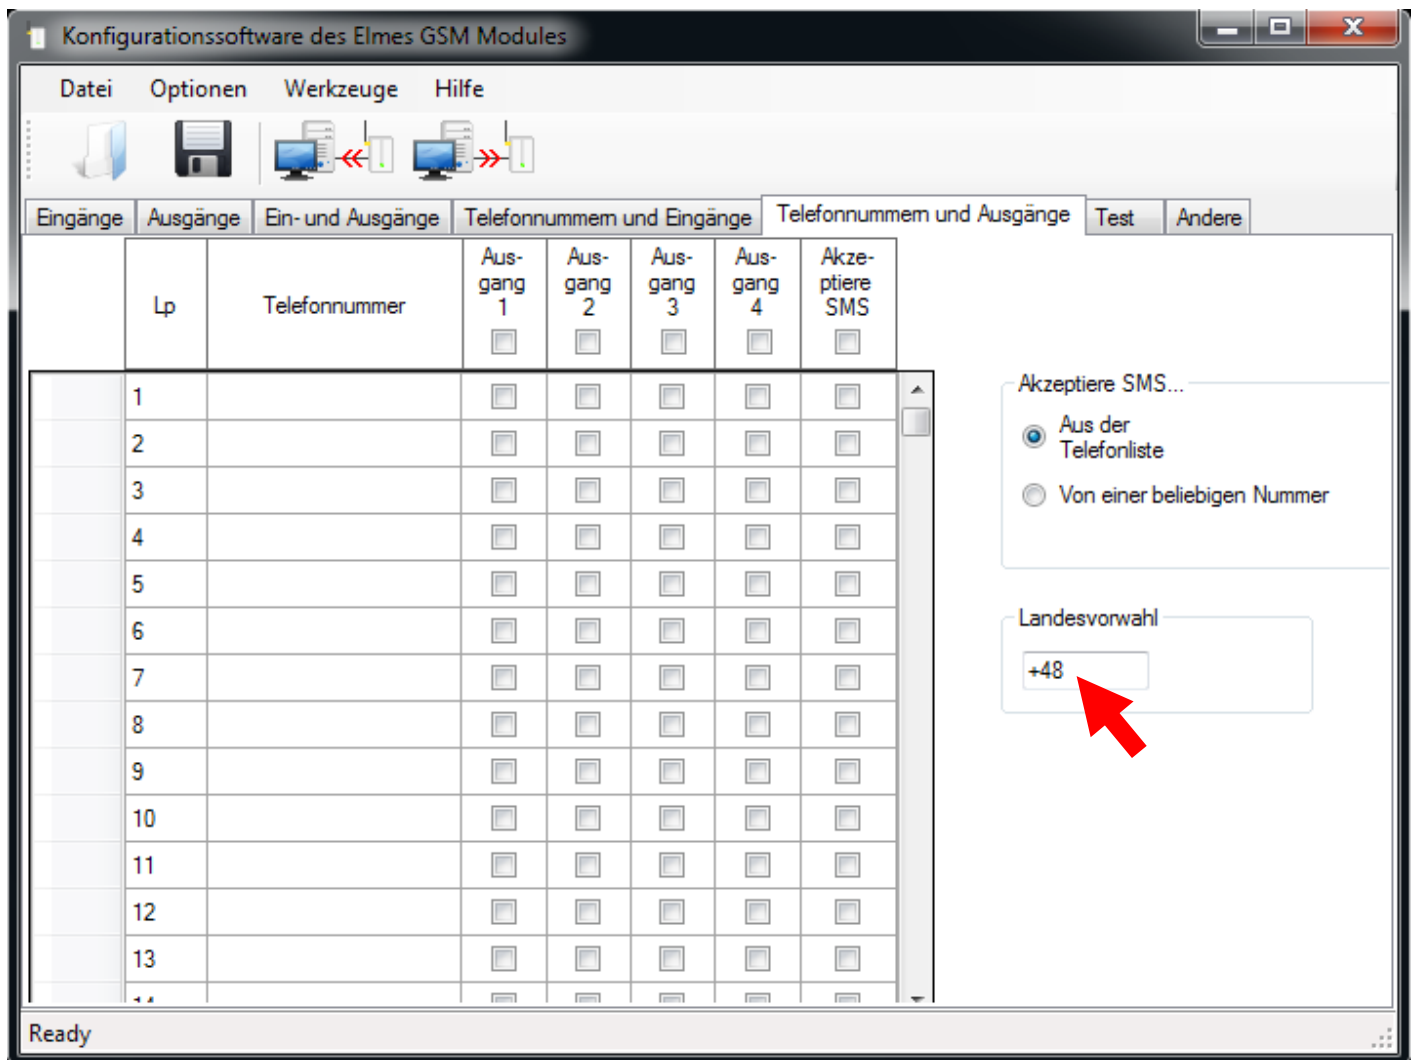 Konfigurationssoftware des Elmes GSM Modules
Datei Optionen Werkzeuge Hilfe
Eingänge Ausgänge Ein- und Ausgänge Telefonnummern und Eingänge Telefonnummern und Ausgänge Test Andere
Lp Telefonnummer Aus-gang 1 Aus-gang 2 Aus-gang 3 Aus-gang 4 Akze-ptiere SMS
1
2
3
4
5
6
7
8
9
10
11
12
13
14
Akzeptiere SMS...
Aus der
Telefonliste
Von einer beliebigen Nummer
Landesvorwahl
+48
Ready